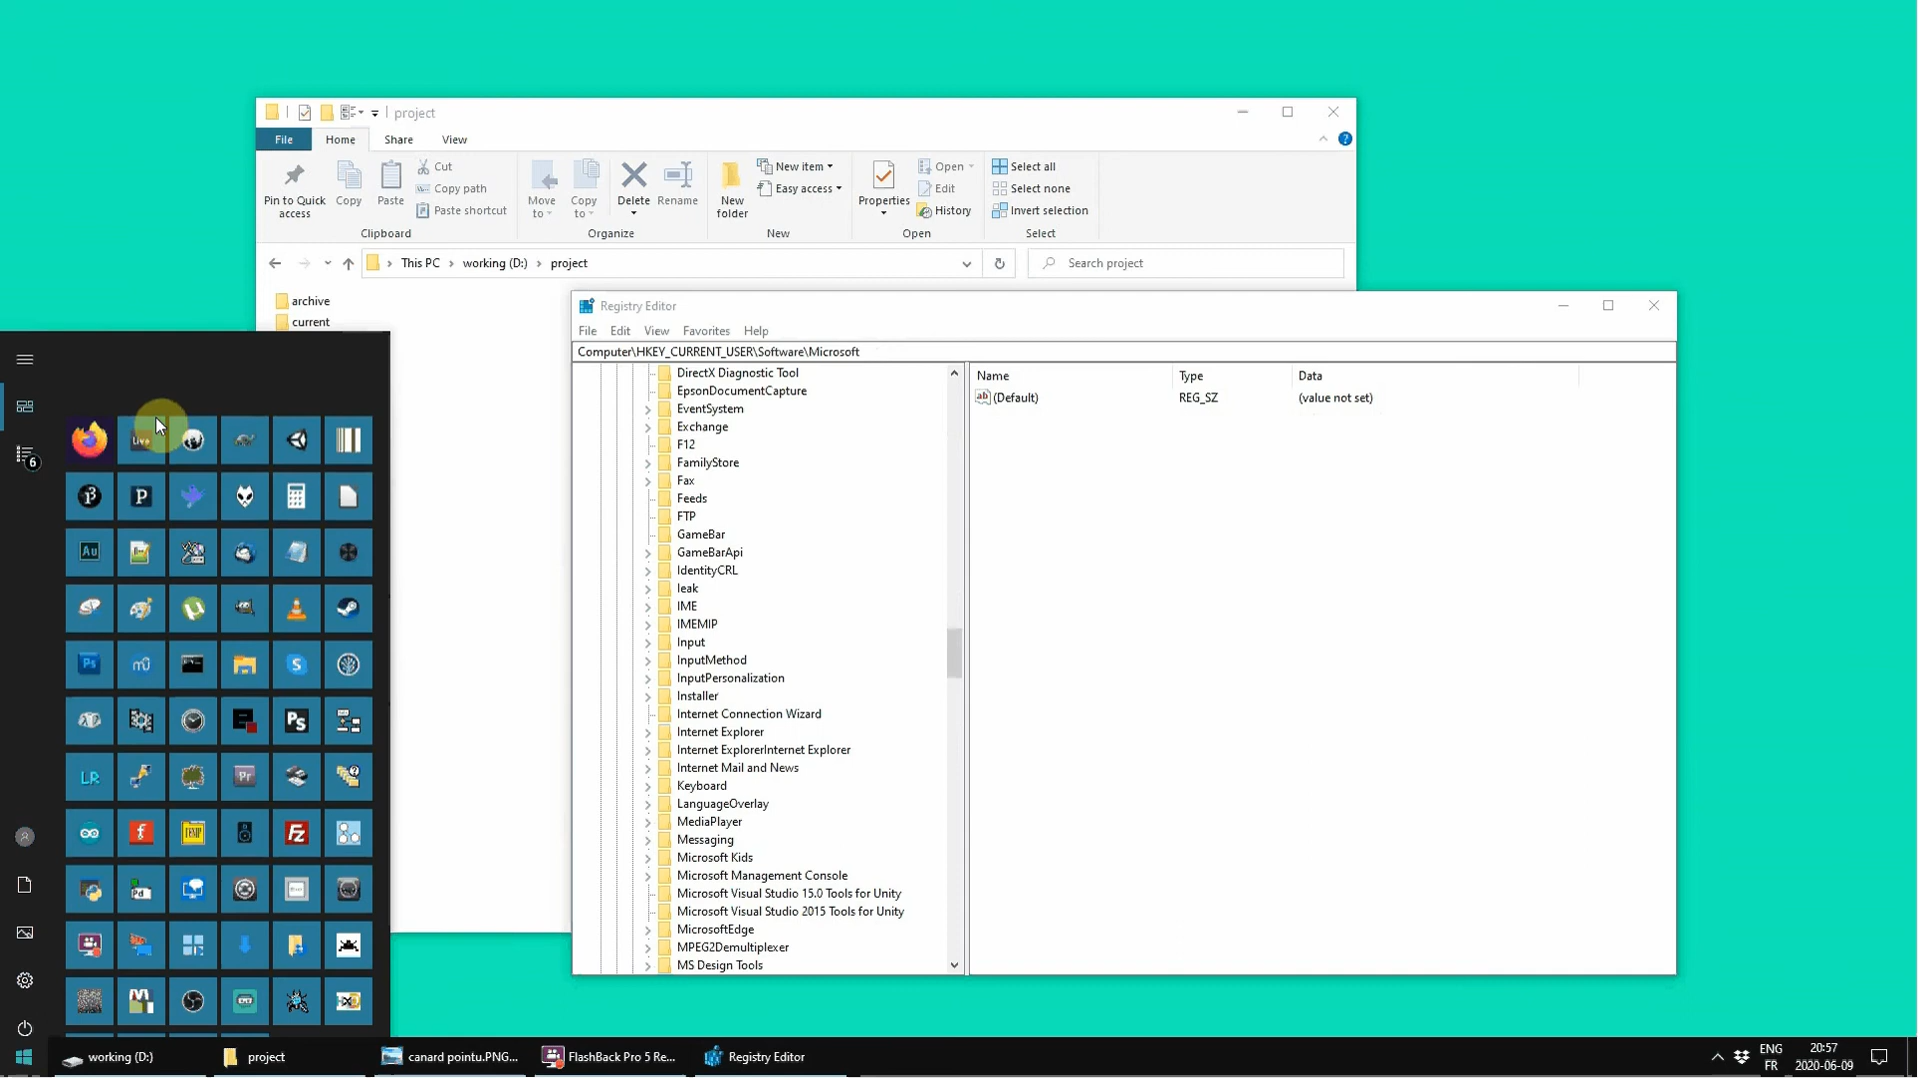 project
File
Home
Share
View
Pin to Quick
access
Copy
Paste
Cut
Copy path
Paste shortcut
Move
to
Copy
to
Delete
Rename
New
folder
New item
Easy access
Properties
Open
Edit
History
Select all
Select none
Invert selection
Clipboard
Organize
New
Open
Select
This PC
working (D:)
project
Search project
archive
current
Registry Editor
File
Edit
View
Favorites
Help
Computer\HKEY_CURRENT_USER\Software\Microsoft
DirectX Diagnostic Tool
EpsonDocumentCapture
EventSystem
Exchange
F12
FamilyStore
Fax
Feeds
FTP
GameBar
GameBarApi
IdentityCRL
leak
IME
IMEMIP
Input
InputMethod
InputPersonalization
Installer
Internet Connection Wizard
Internet Explorer
Internet ExplorerInternet Explorer
Internet Mail and News
Keyboard
LanguageOverlay
MediaPlayer
Messaging
Microsoft Kids
Microsoft Management Console
Microsoft Visual Studio 15.0 Tools for Unity
Microsoft Visual Studio 2015 Tools for Unity
MicrosoftEdge
MPEG2Demultiplexer
MS Design Tools
Name
Type
Data
ab
(Default)
REG_SZ
(value not set)
6
Live
P
Au
Ps
Ps
LR
Pr
Fz
Pd
working (D:)
project
canard pointu.PNG...
FlashBack Pro 5 Re...
Registry Editor
ENG
FR
20:57
2020-06-09